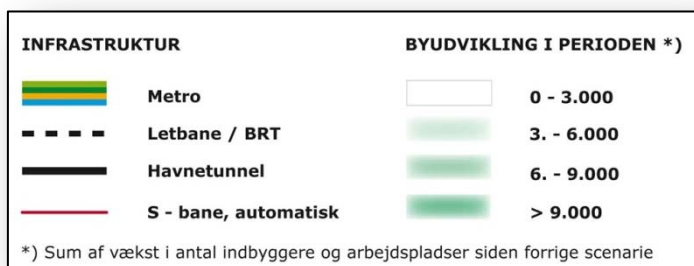 INFRASTRUKTUR
BYUDVIKLING I PERIODEN *)
Metro
0 - 3.000
Letbane / BRT
3. - 6.000
Havnetunnel
6. - 9.000
S - bane, automatisk
> 9.000
*) Sum af vækst i antal indbyggere og arbejdspladser siden forrige scenarie